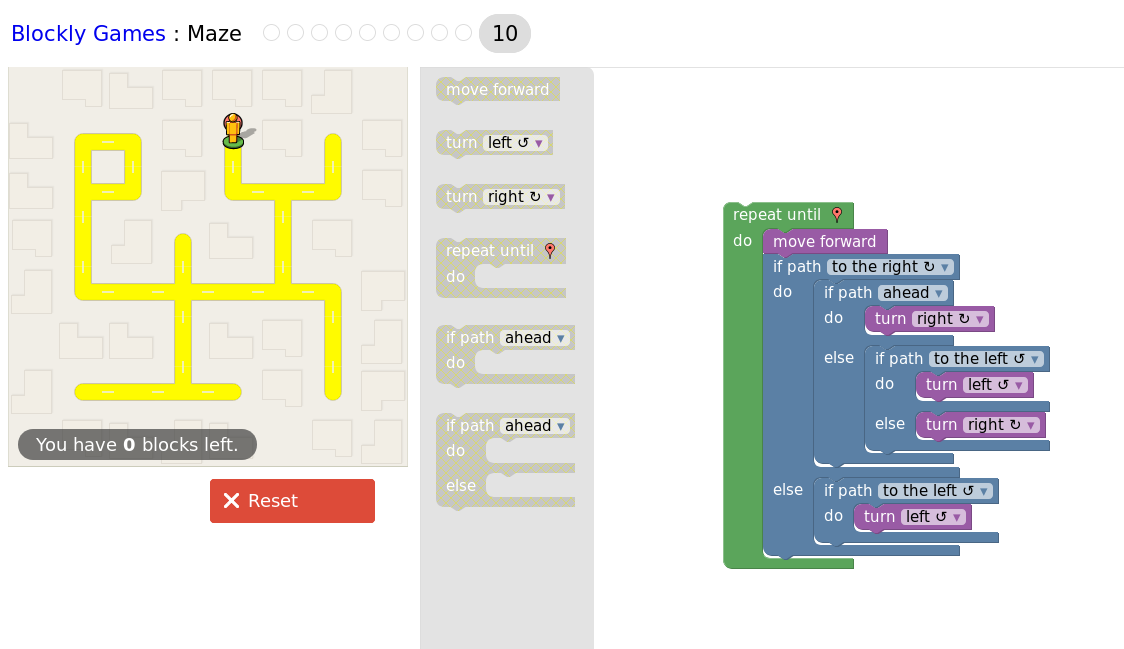 Blockly Games : Maze 10
You have 0 blocks left.
Reset
move forward
turn left ↺ ▾
turn right ↻ ▾
repeat until
do
if path ahead ▾
do
if path ahead ▾
do
else
repeat until
do
move forward
if path to the right ↻ ▾
do
if path ahead ▾
do
turn right ↻ ▾
else
if path to the left ↺ ▾
do
turn left ↺ ▾
else
turn right ↻ ▾
else
if path to the left ↺ ▾
do
turn left ↺ ▾